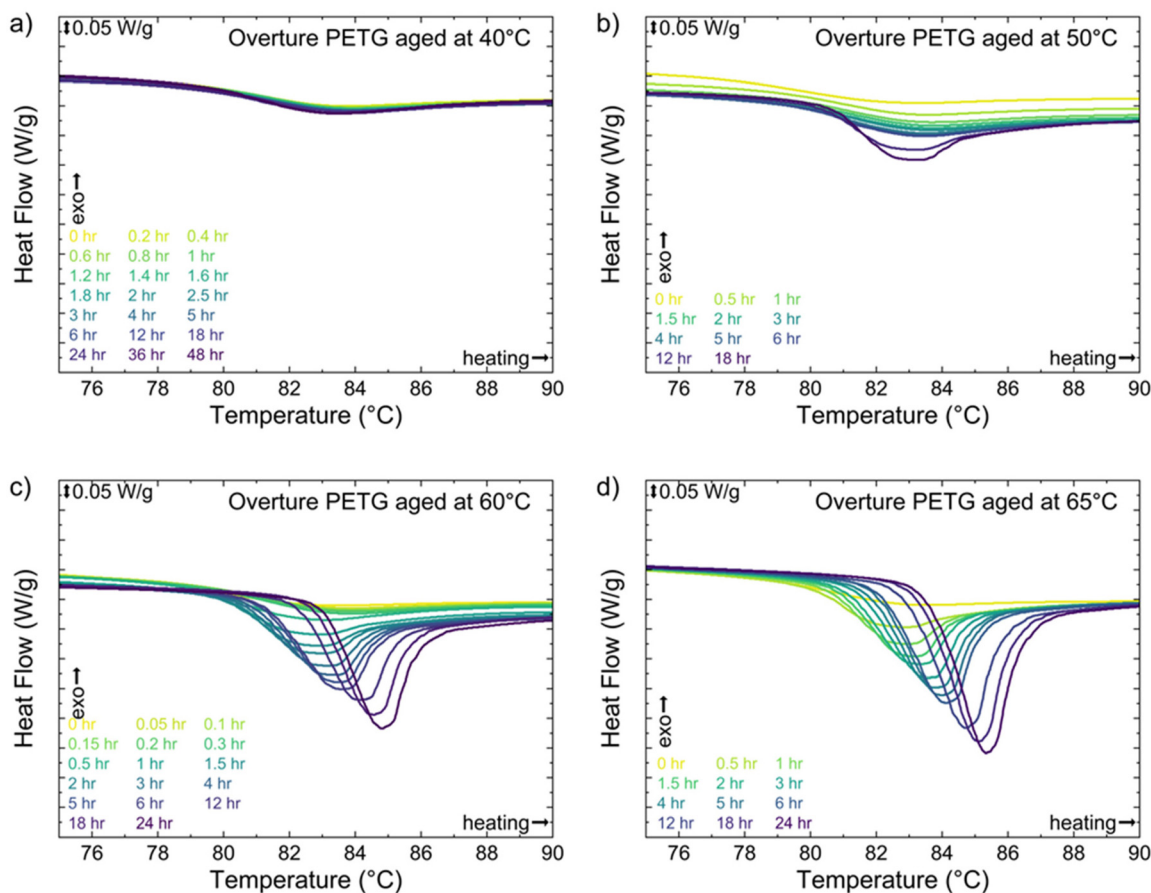 a)
↕0.05 W/g
Overture PETG aged at 40°C
Heat Flow (W/g)
exo→
0 hr 0.2 hr 0.4 hr
0.6 hr 0.8 hr 1 hr
1.2 hr 1.4 hr 1.6 hr
1.8 hr 2 hr 2.5 hr
3 hr 4 hr 5 hr
6 hr 12 hr 18 hr
24 hr 36 hr 48 hr
heating→
76 78 80 82 84 86 88 90
Temperature (°C)
b)
↕0.05 W/g
Overture PETG aged at 50°C
Heat Flow (W/g)
exo→
0 hr 0.5 hr 1 hr
1.5 hr 2 hr 3 hr
4 hr 5 hr 6 hr
12 hr 18 hr
heating→
76 78 80 82 84 86 88 90
Temperature (°C)
c)
↕0.05 W/g
Overture PETG aged at 60°C
Heat Flow (W/g)
exo→
0 hr 0.05 hr 0.1 hr
0.15 hr 0.2 hr 0.3 hr
0.5 hr 1 hr 1.5 hr
2 hr 3 hr 4 hr
5 hr 6 hr 12 hr
18 hr 24 hr
heating→
76 78 80 82 84 86 88 90
Temperature (°C)
d)
↕0.05 W/g
Overture PETG aged at 65°C
Heat Flow (W/g)
exo→
0 hr 0.5 hr 1 hr
1.5 hr 2 hr 3 hr
4 hr 5 hr 6 hr
12 hr 18 hr 24 hr
heating→
76 78 80 82 84 86 88 90
Temperature (°C)